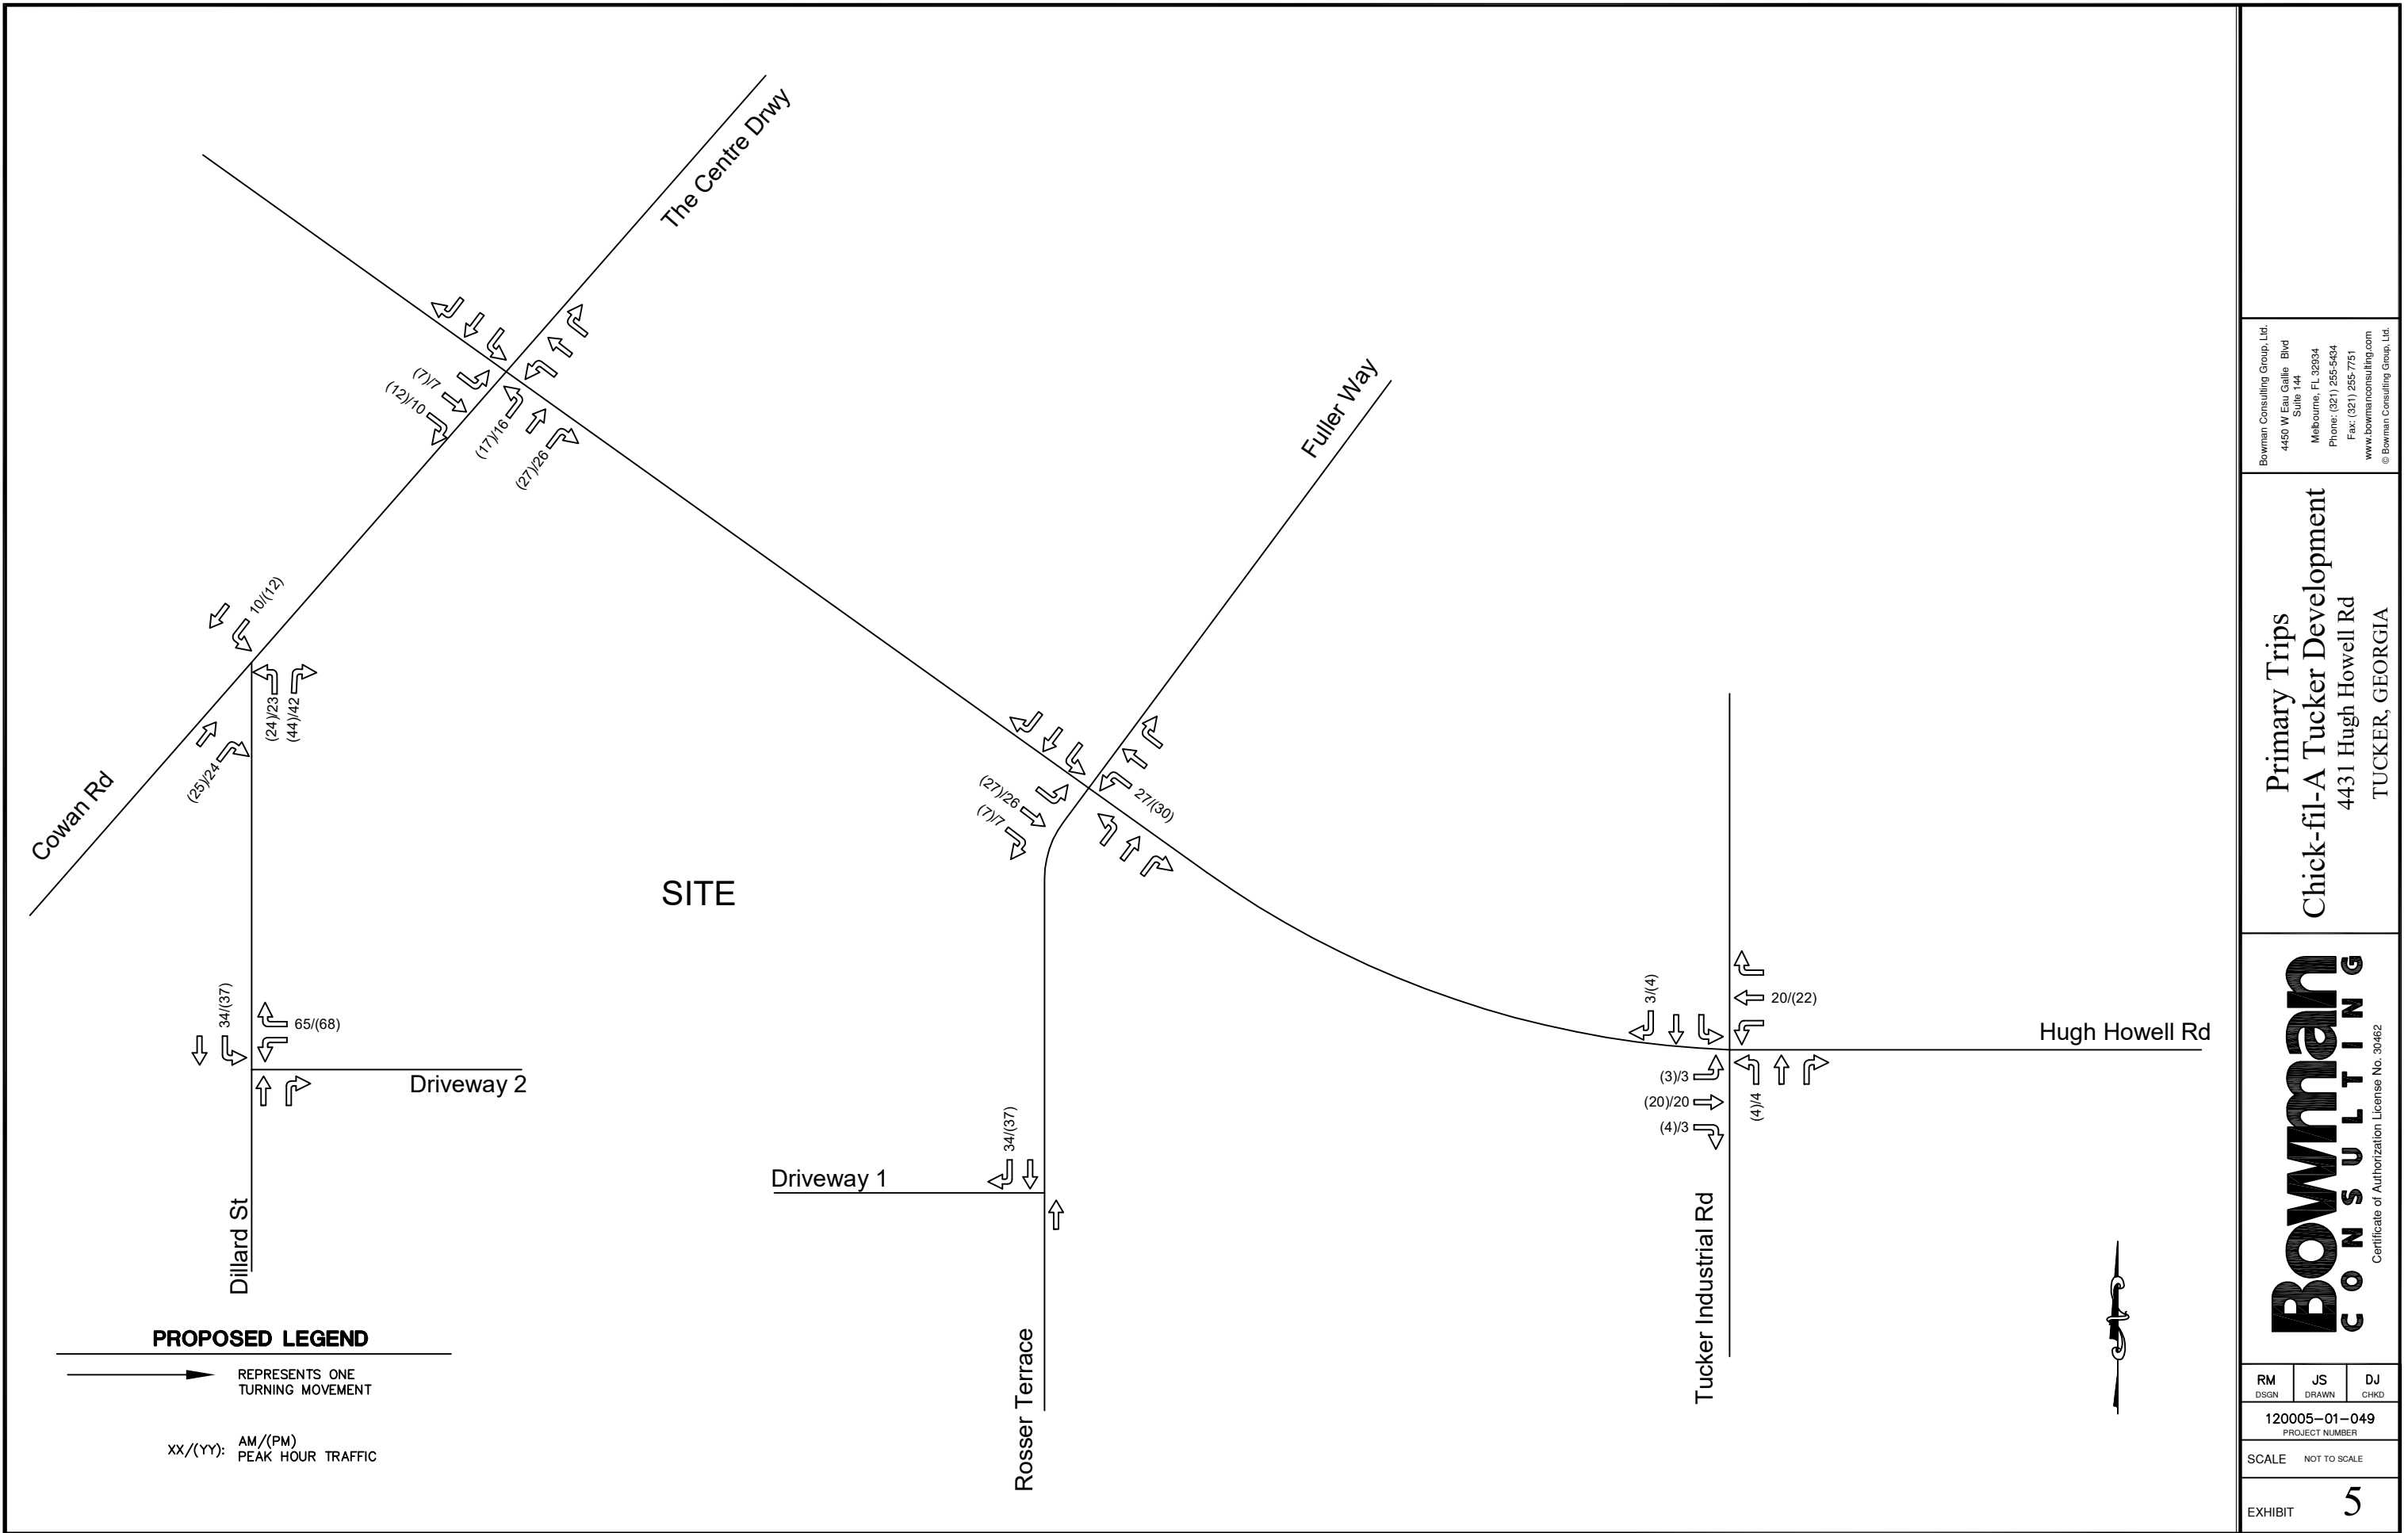 The Centre Drwy
(7)/7
(12)/10
(17)/16
(27)/26
Fuller Way
10/(12)
(24)/23
(44)/42
(25)/24
Cowan Rd
(27)/26
(7)/7
27/(30)
SITE
34/(37)
65/(68)
Driveway 2
Dillard St
3/(4)
20/(22)
Hugh Howell Rd
(3)/3
(20)/20
(4)/3
(4)/4
34/(37)
Driveway 1
Rosser Terrace
Tucker Industrial Rd
PROPOSED LEGEND
REPRESENTS ONE
TURNING MOVEMENT
XX/(YY):
AM/(PM)
PEAK HOUR TRAFFIC
Bowman Consulting Group, Ltd.
4450 W Eau Gallie Blvd
Suite 144
Melbourne, FL 32934
Phone: (321) 255-5434
Fax: (321) 255-7751
www.bowmanconsulting.com
© Bowman Consulting Group, Ltd.
Primary Trips
Chick-fil-A Tucker Development
4431 Hugh Howell Rd
TUCKER, GEORGIA
Bowman
CONSULTING
Certificate of Authorization License No. 30462
RM JS DJ
DSGN DRAWN CHKD
120005-01-049
PROJECT NUMBER
SCALE NOT TO SCALE
EXHIBIT 5